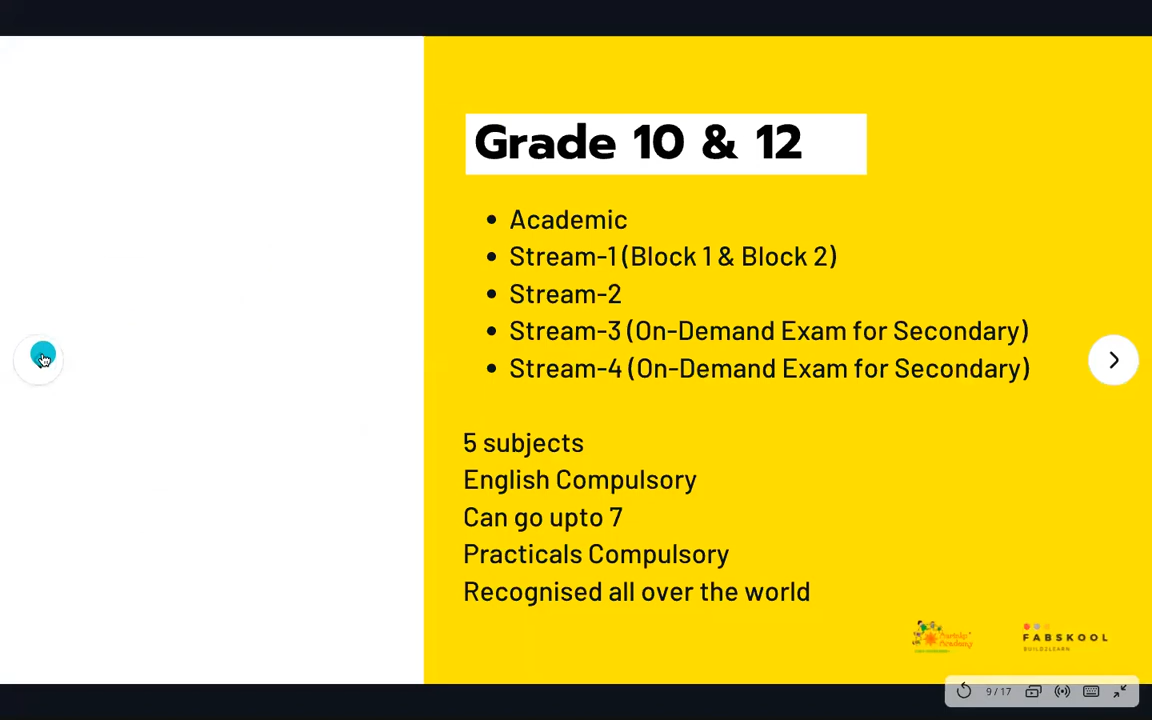 Grade 10 & 12
• Academic
• Stream-1 (Block 1 & Block 2)
• Stream-2
• Stream-3 (On-Demand Exam for Secondary)
• Stream-4 (On-Demand Exam for Secondary)
5 subjects
English Compulsory
Can go upto 7
Practicals Compulsory
Recognised all over the world
Academy
FABSKOOL
BUILD2LEARN
9/17